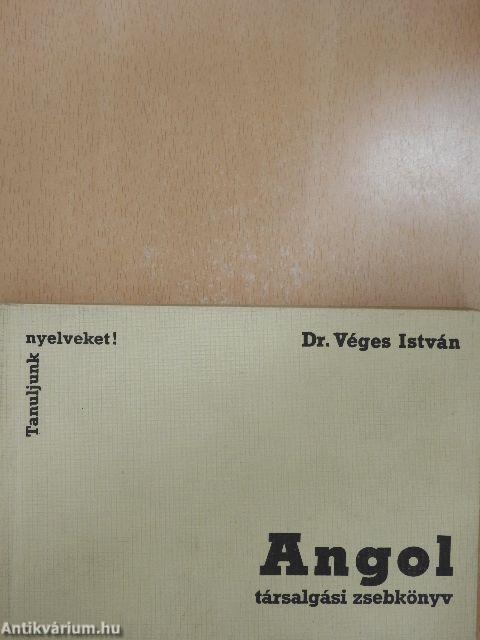 Tanuljunk
nyelveket!
Dr. Véges István
Angol
társalgási zsebkönyv
Antikvárium.hu